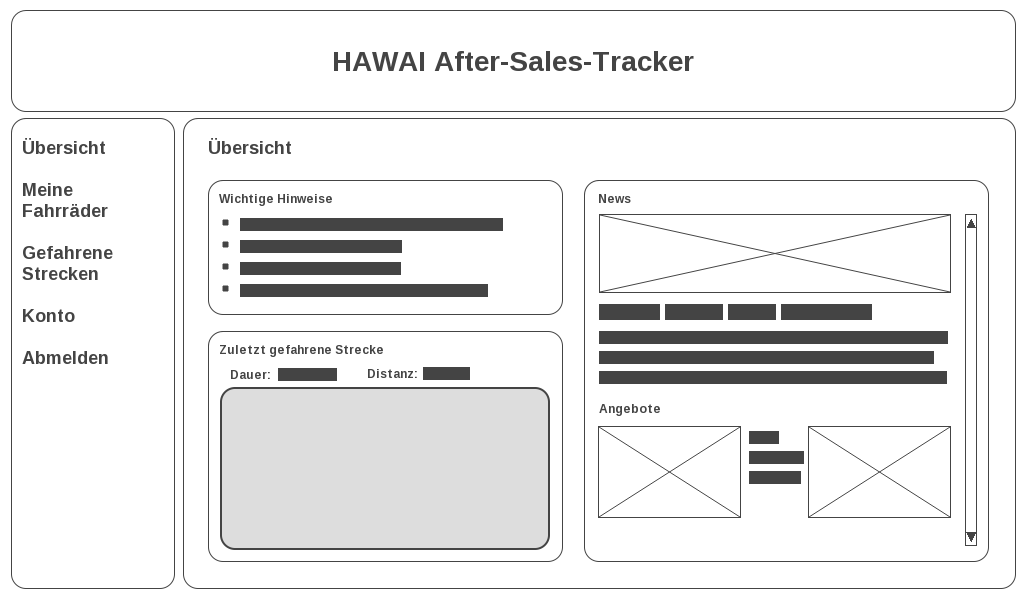 HAWAI After-Sales-Tracker
Übersicht
Meine
Fahrräder
Gefahrene
Strecken
Konto
Abmelden
Übersicht
Wichtige Hinweise
Zuletzt gefahrene Strecke
Dauer: Distanz:
News
Angebote